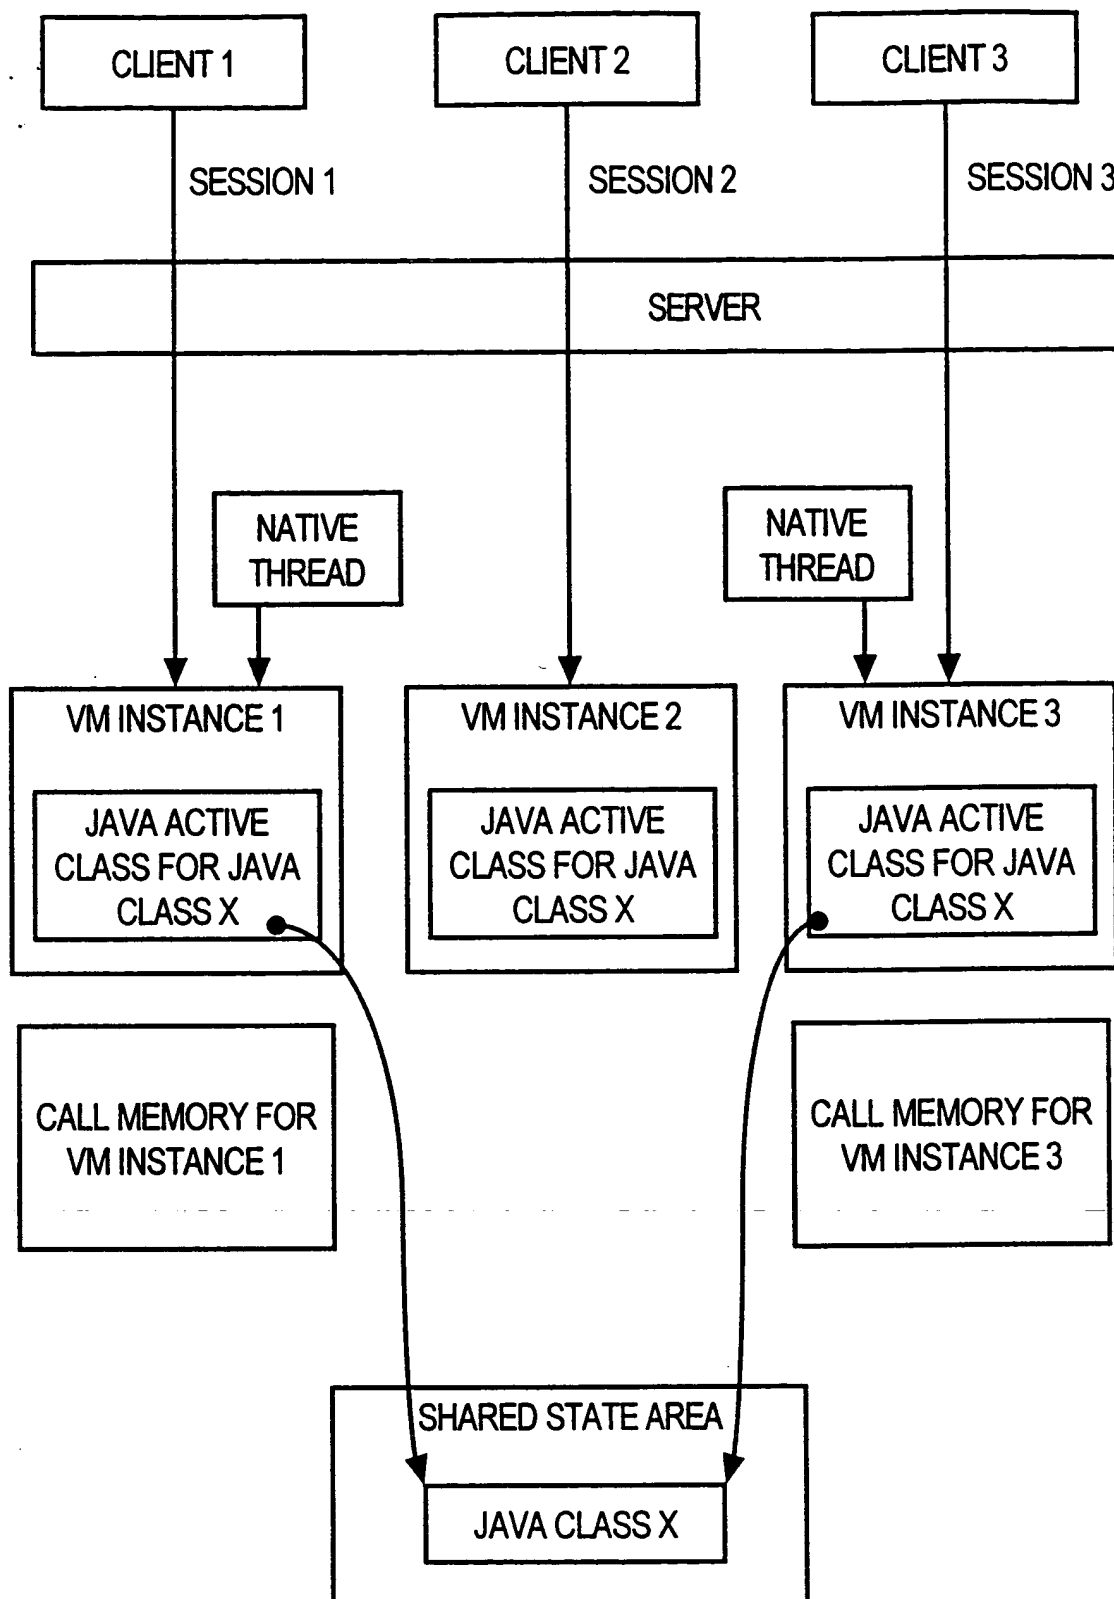 CLIENT 1
CLIENT 2
CLIENT 3
SESSION 1
SESSION 2
SESSION 3
SERVER
NATIVE
THREAD
NATIVE
THREAD
VM INSTANCE 1
VM INSTANCE 2
VM INSTANCE 3
JAVA ACTIVE
CLASS FOR JAVA
CLASS X
JAVA ACTIVE
CLASS FOR JAVA
CLASS X
JAVA ACTIVE
CLASS FOR JAVA
CLASS X
CALL MEMORY FOR
VM INSTANCE 1
CALL MEMORY FOR
VM INSTANCE 3
SHARED STATE AREA
JAVA CLASS X